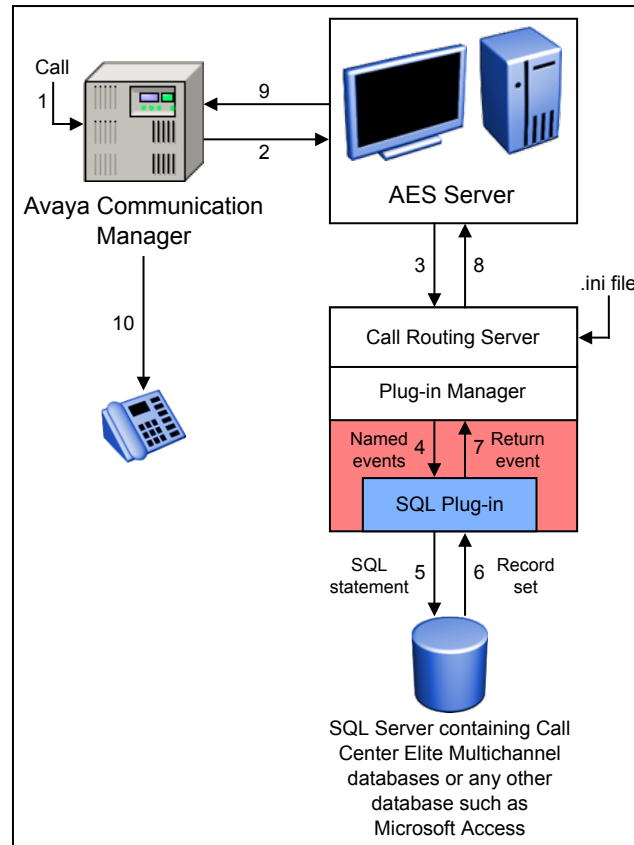 Call
1
9
2
Avaya Communication
Manager
AES Server
3
8
.ini file
10
Call Routing Server
Plug-in Manager
Named
events
4
7
Return
event
SQL Plug-in
SQL
statement
5
6
Record
set
SQL Server containing Call
Center Elite Multichannel
databases or any other
database such as
Microsoft Access